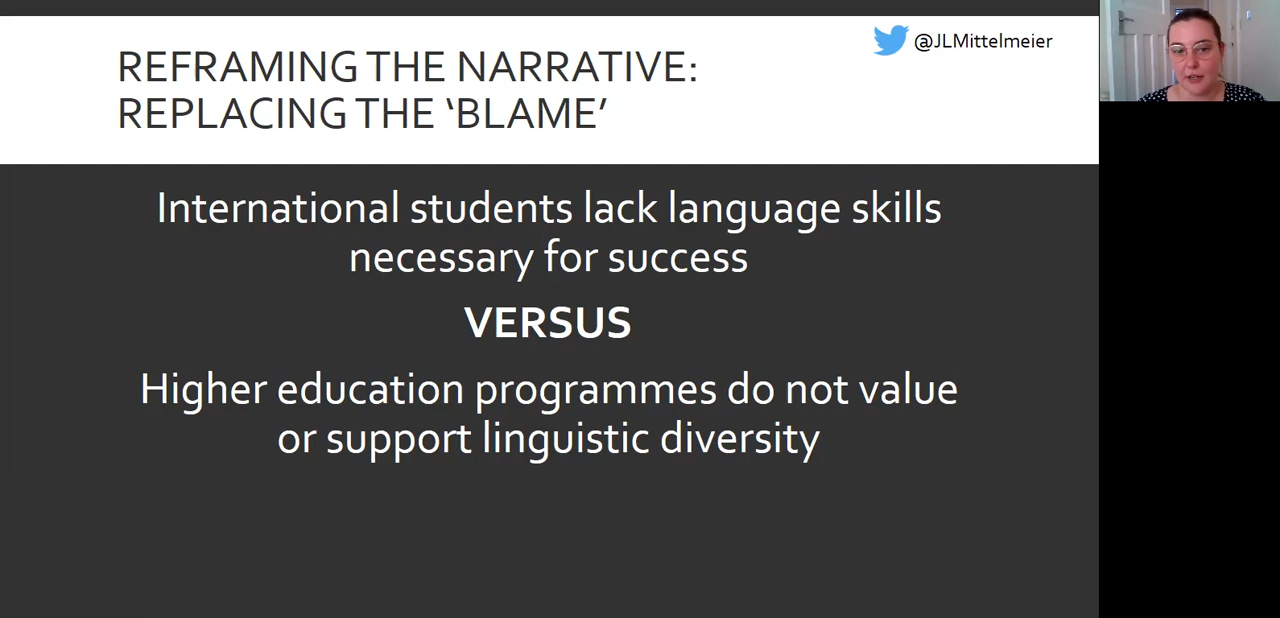 REFRAMING THE NARRATIVE:
REPLACING THE ‘BLAME’
@JLMittelmeier
International students lack language skills
necessary for success
VERSUS
Higher education programmes do not value
or support linguistic diversity